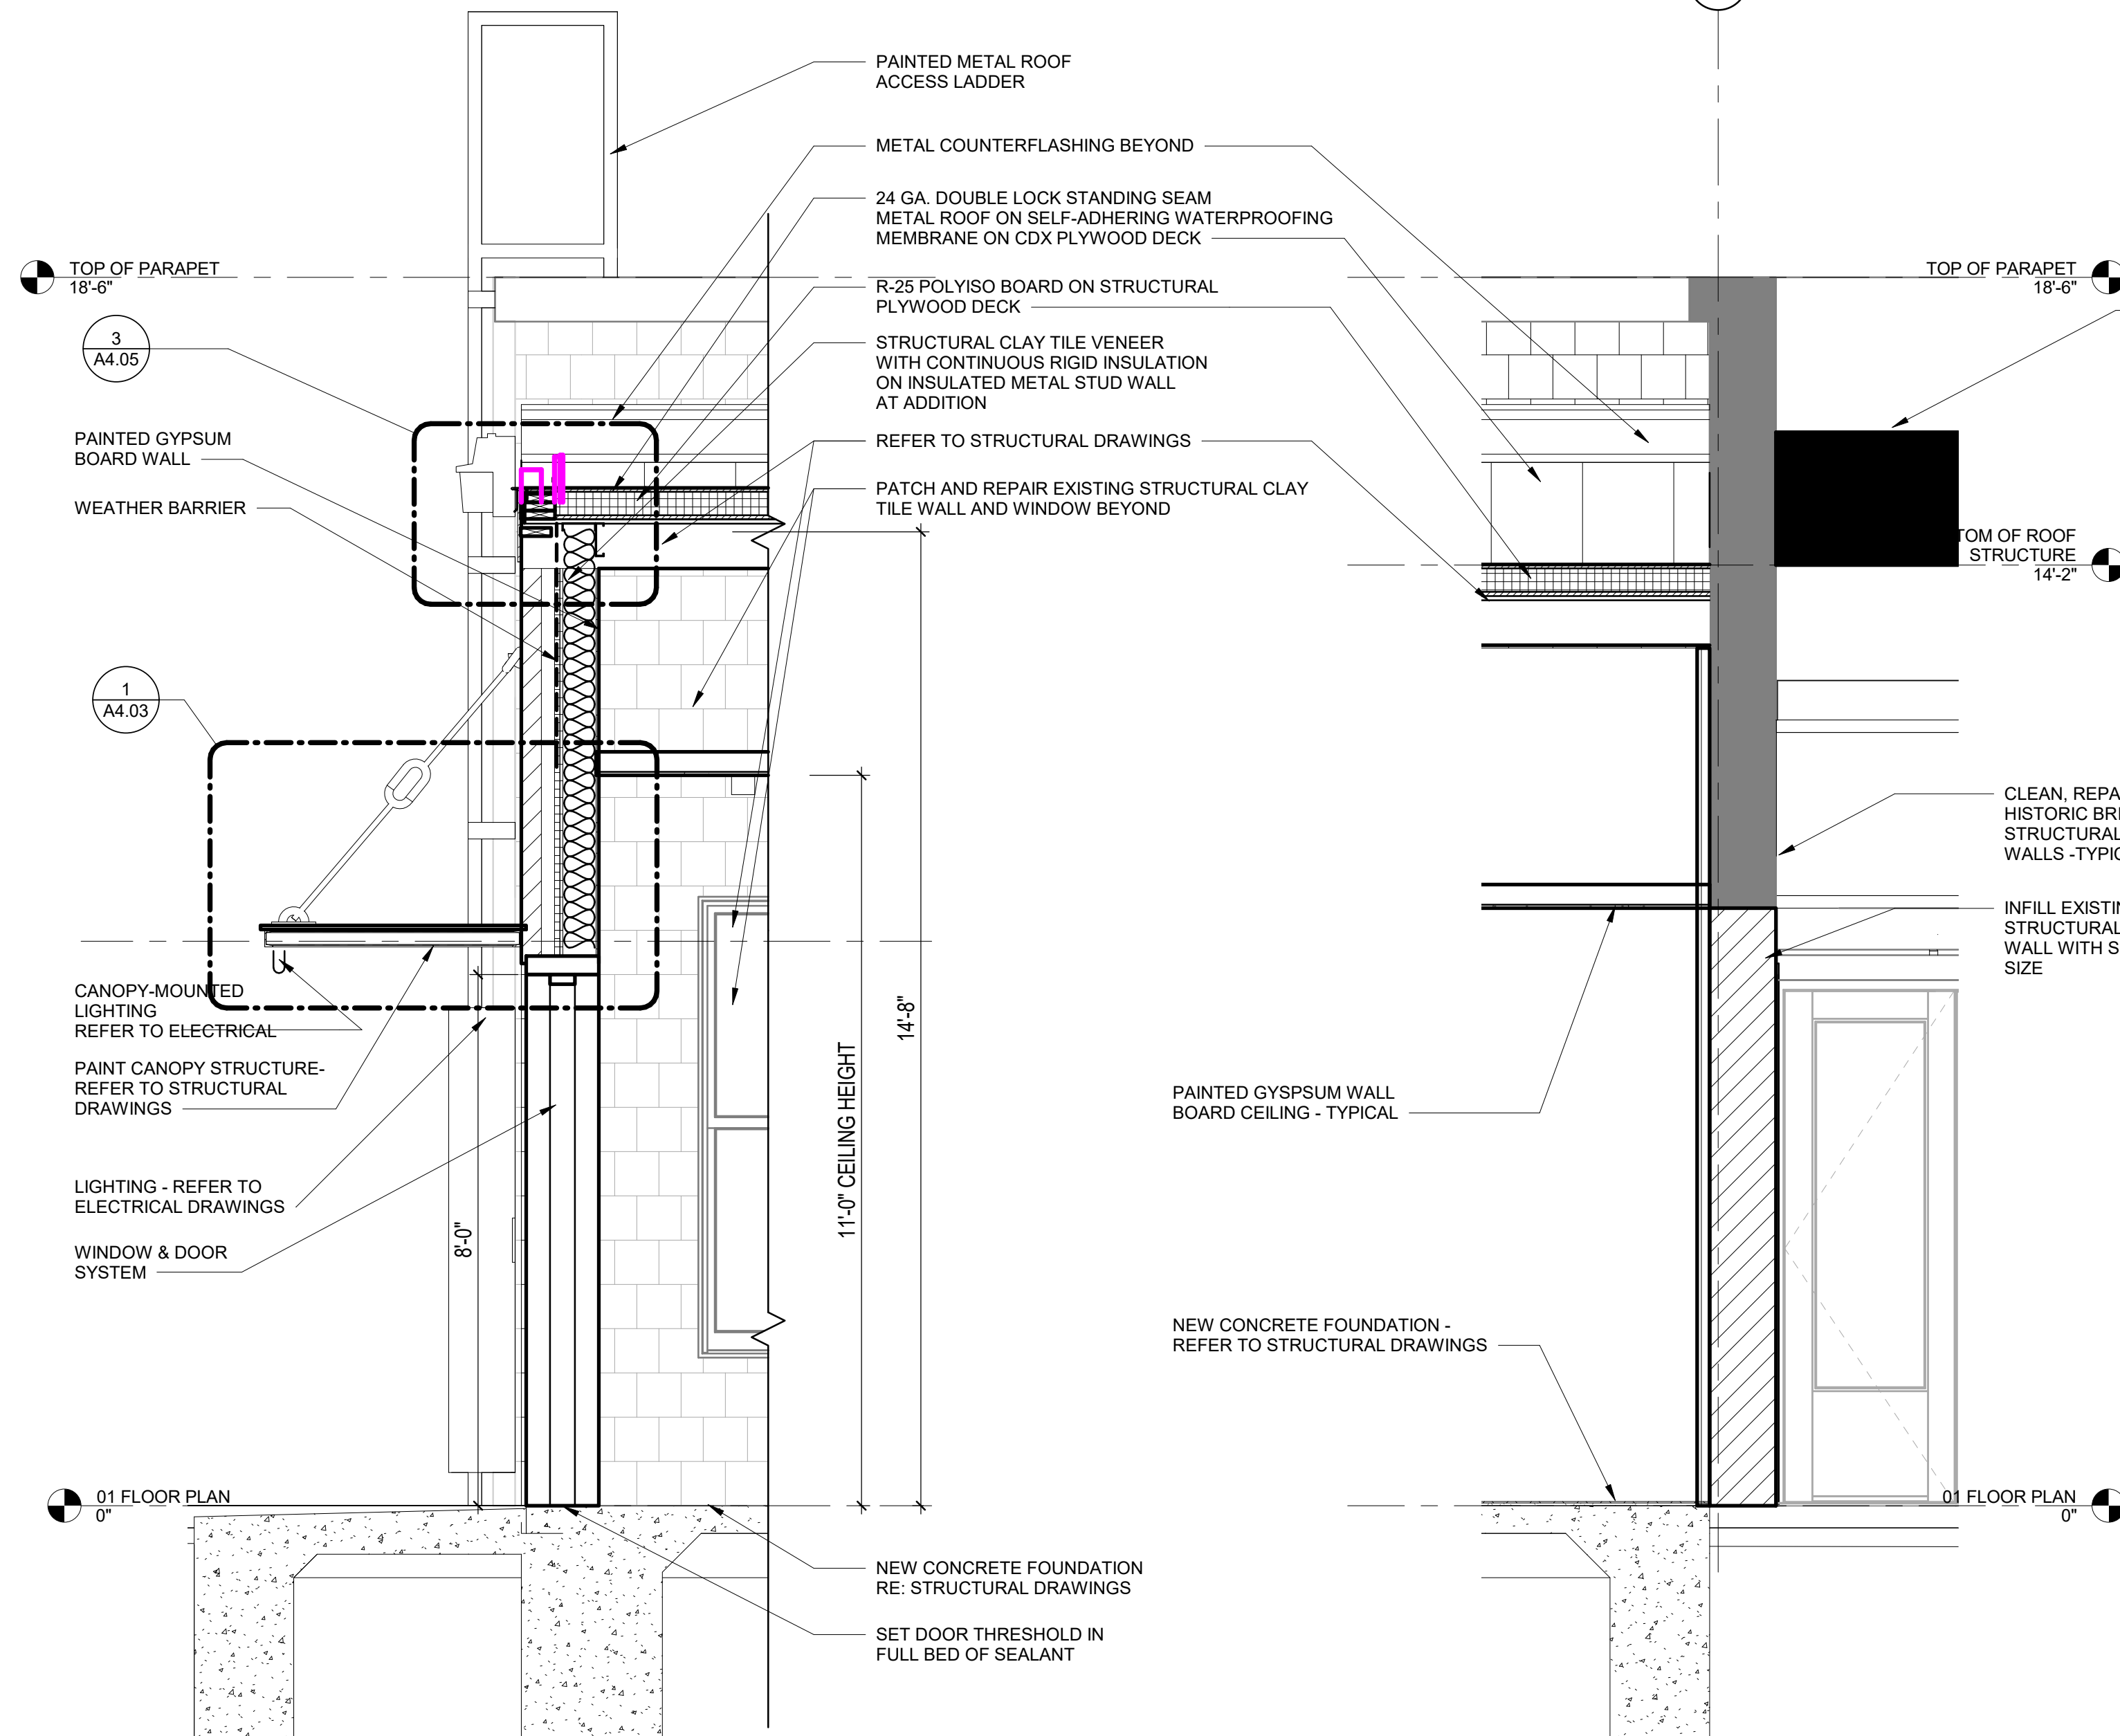 PAINTED METAL ROOF
ACCESS LADDER
METAL COUNTERFLASHING BEYOND
24 GA. DOUBLE LOCK STANDING SEAM
METAL ROOF ON SELF-ADHERING WATERPROOFING
MEMBRANE ON CDX PLYWOOD DECK
TOP OF PARAPET
18'-6"
R-25 POLYISO BOARD ON STRUCTURAL
PLYWOOD DECK
TOP OF PARAPET
18'-6"
3
A4.05
STRUCTURAL CLAY TILE VENEER
WITH CONTINUOUS RIGID INSULATION
ON INSULATED METAL STUD WALL
AT ADDITION
PAINTED GYPSUM
BOARD WALL
REFER TO STRUCTURAL DRAWINGS
WEATHER BARRIER
PATCH AND REPAIR EXISTING STRUCTURAL CLAY
TILE WALL AND WINDOW BEYOND
TOM OF ROOF
STRUCTURE
14'-2"
1
A4.03
CLEAN, REPA
HISTORIC BRI
STRUCTURAL
WALLS -TYPIC
INFILL EXISTIN
STRUCTURAL
WALL WITH S
SIZE
CANOPY-MOUNTED
LIGHTING
REFER TO ELECTRICAL
14'-8"
11'-0" CEILING HEIGHT
PAINT CANOPY STRUCTURE-
REFER TO STRUCTURAL
DRAWINGS
PAINTED GYSPSUM WALL
BOARD CEILING - TYPICAL
LIGHTING - REFER TO
ELECTRICAL DRAWINGS
8'-0"
WINDOW & DOOR
SYSTEM
NEW CONCRETE FOUNDATION -
REFER TO STRUCTURAL DRAWINGS
01 FLOOR PLAN
0"
01 FLOOR PLAN
0"
NEW CONCRETE FOUNDATION
RE: STRUCTURAL DRAWINGS
SET DOOR THRESHOLD IN
FULL BED OF SEALANT